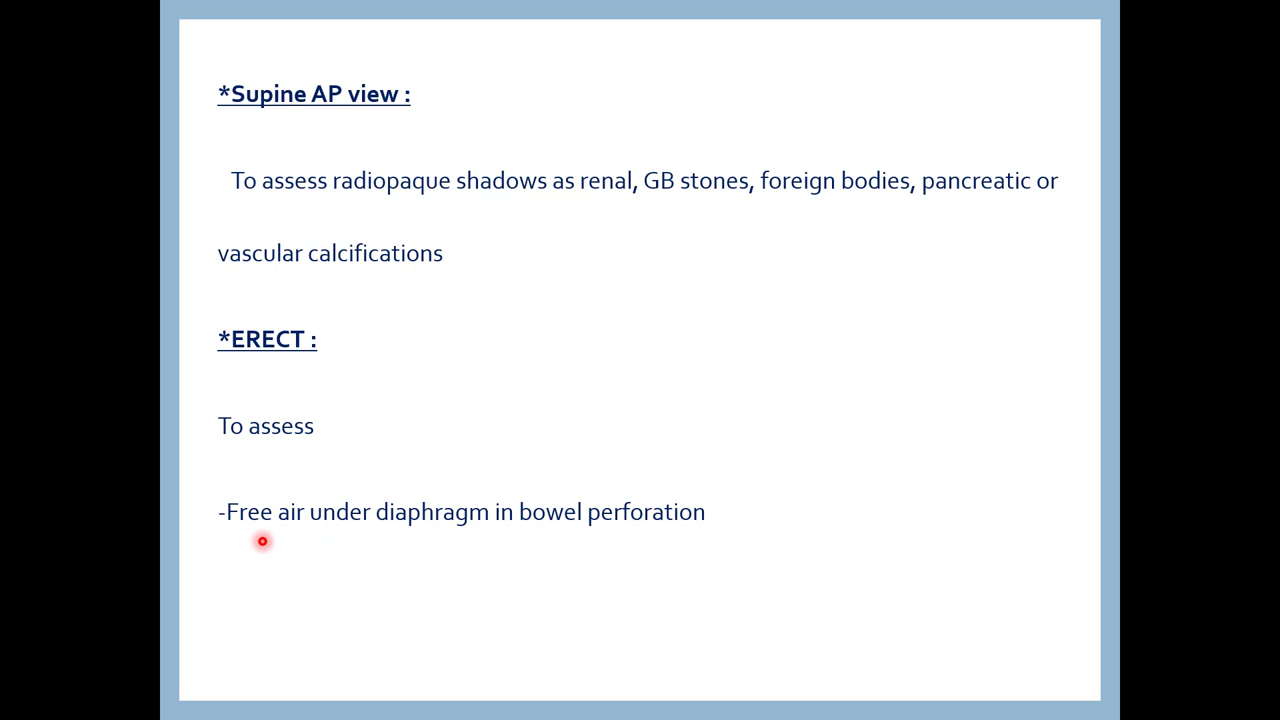 *Supine AP view :
To assess radiopaque shadows as renal, GB stones, foreign bodies, pancreatic or
vascular calcifications
*ERECT :
To assess
-Free air under diaphragm in bowel perforation